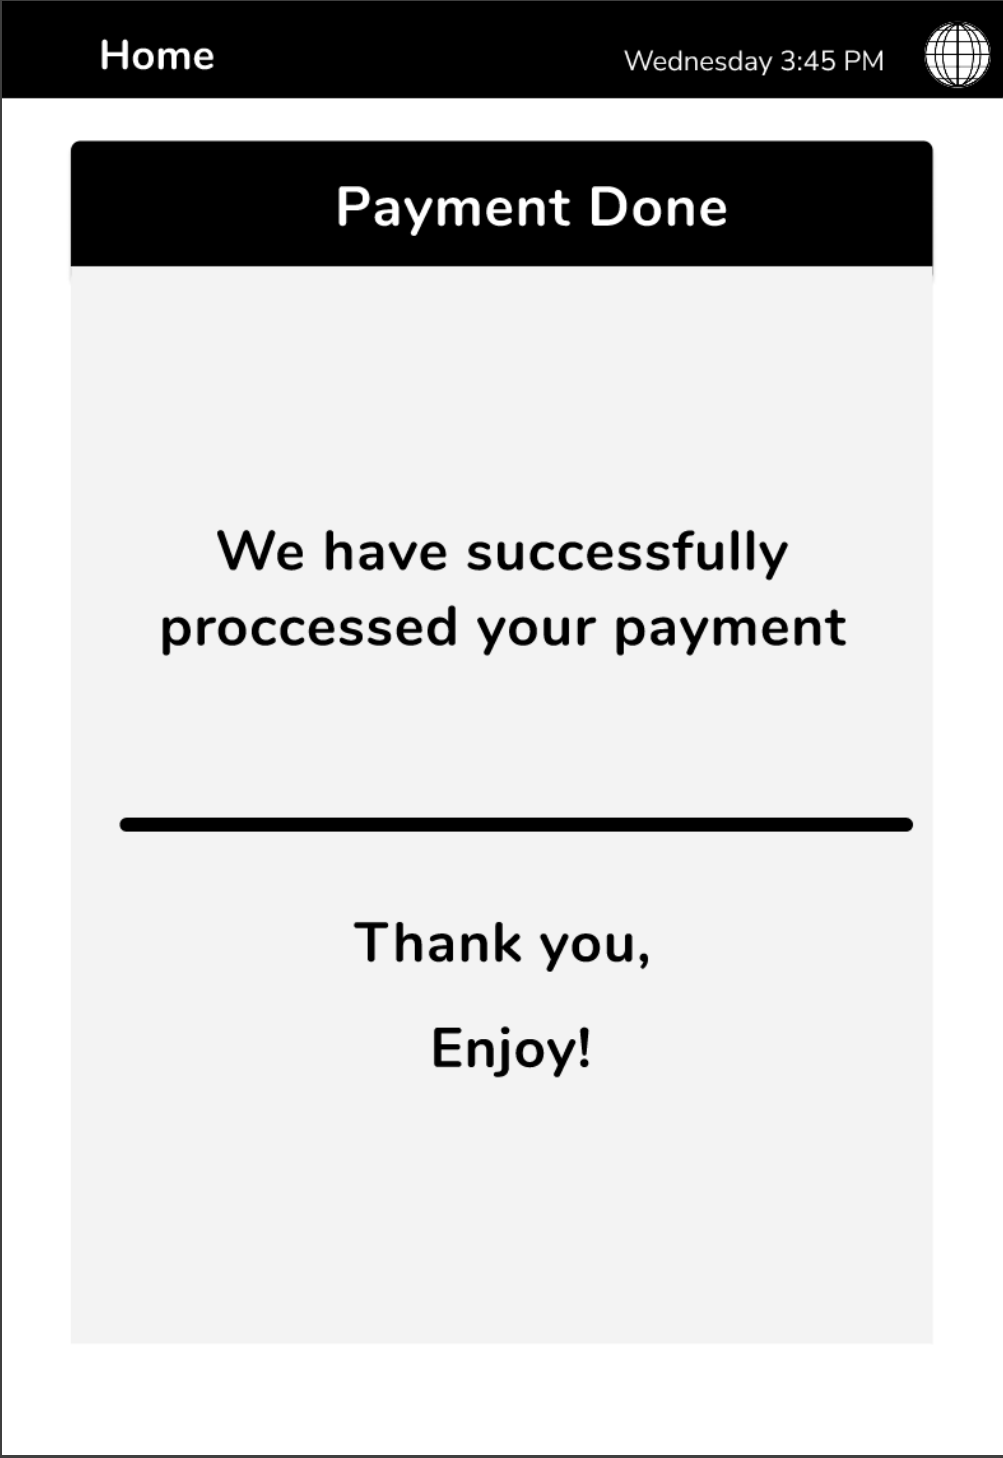 Home
Wednesday 3:45 PM
Payment Done
We have successfully
proccessed your payment
Thank you,
Enjoy!